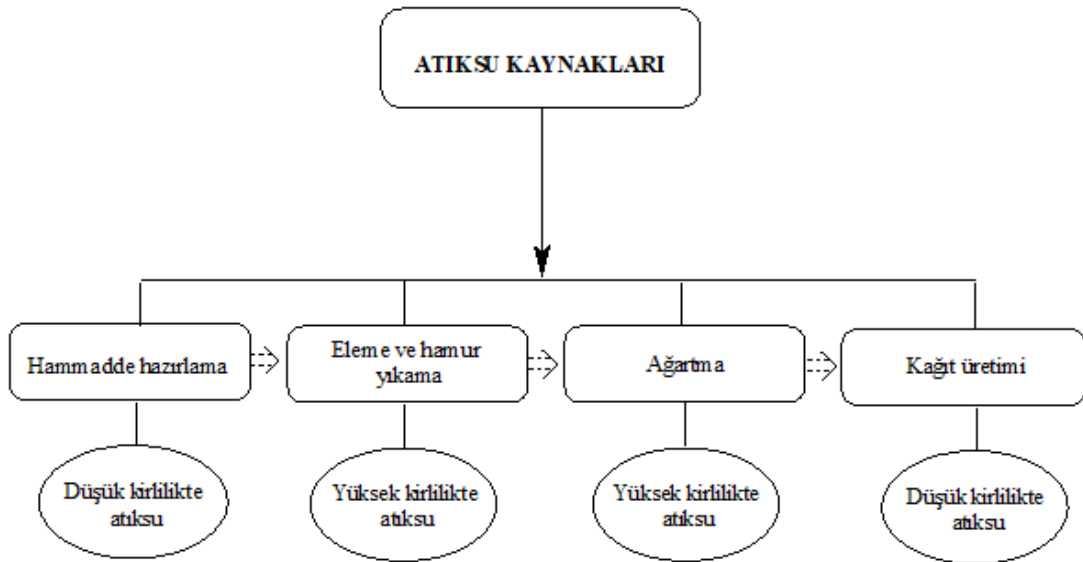 ATIKSU KAYNAKLARI
Hammadde hazırlama
Eleme ve hamur
yıkama
Ağartma
Kağıt üretimi
Düşük kirlilikte
atıksu
Yüksek kirlilikte
atıksu
Yüksek kirlilikte
atıksu
Düşük kirlilikte
atıksu